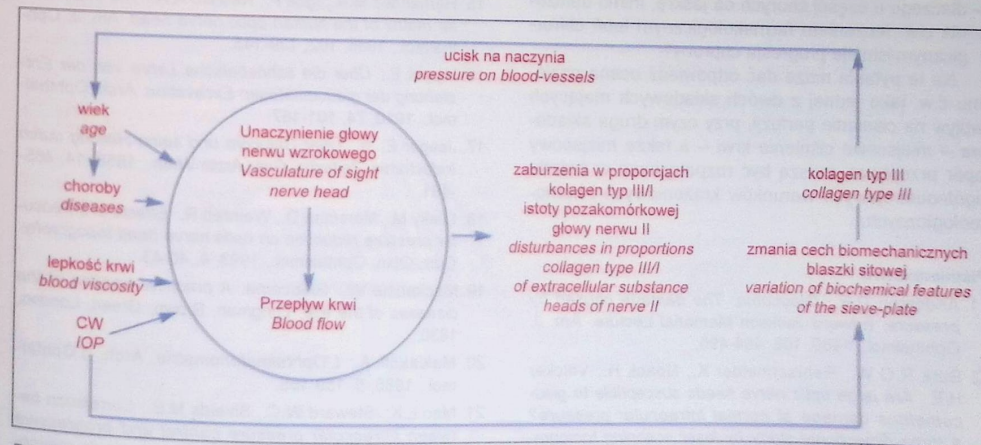 ucisk na naczynia
pressure on blood-vessels
wiek
age
choroby
diseases
lepkość krwi
blood viscosity
CW
IOP
Unaczynienie głowy
nerwu wzrokowego
Vasculature of sight
nerve head
Przepływ krwi
Blood flow
zaburzenia w proporcjach
kolagen typ III/I
istoty pozakomórkowej
głowy nerwu II
disturbances in proportions
collagen type III/I
of extracellular substance
heads of nerve II
kolagen typ III
collagen type III
zmania cech biomechanicznych
blaszki sitowej
variation of biochemical features
of the sieve-plate